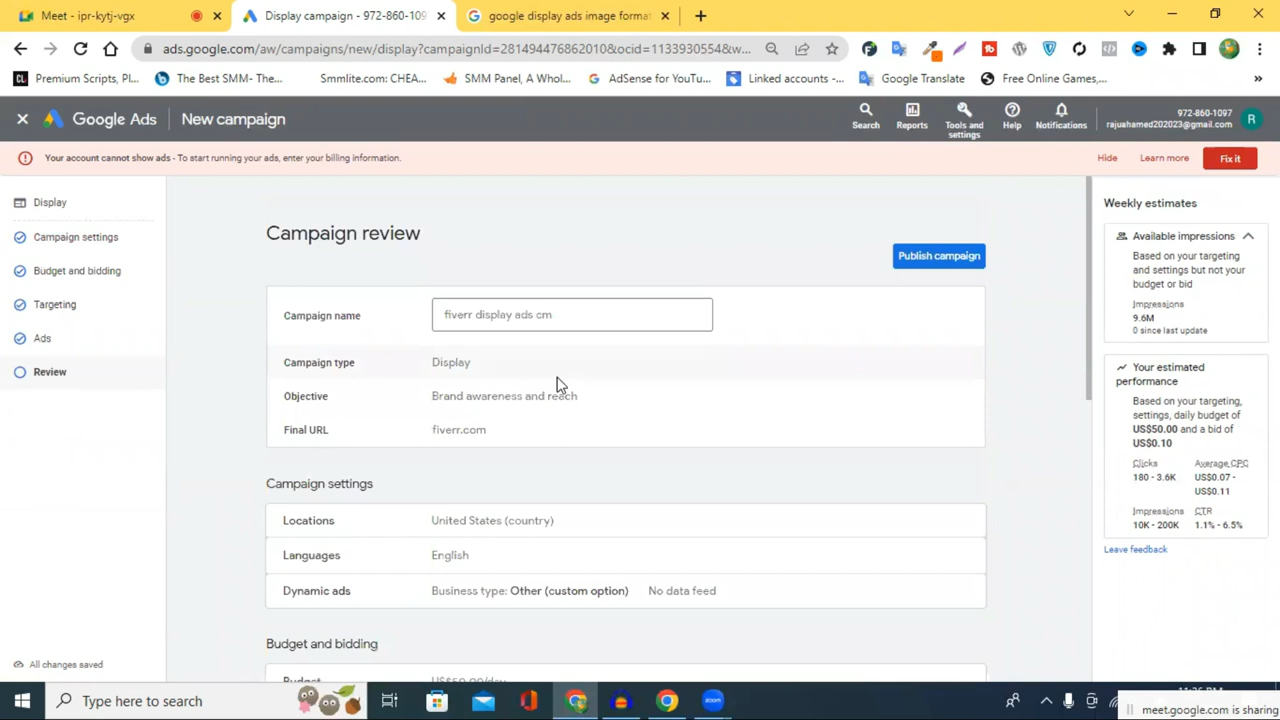 Meet - ipr-kytj-vgx
Display campaign - 972-860-109
google display ads image format
ads.google.com/aw/campaigns/new/display?campaignId=281494476862010&ocid=11339305548&w...
Premium Scripts, Pl...
The Best SMM- The...
Smmlite.com: CHEA...
SMM Panel, A Whol...
AdSense for YouTu...
Linked accounts -...
Google Translate
Free Online Games,...
»
Google Ads
New campaign
Search
Reports
Tools and settings
Help
Notifications
972-860-1097
rajuahamed202023@gmail.com
R
Your account cannot show ads - To start running your ads, enter your billing information.
Hide
Learn more
Fix it
Display
Campaign settings
Budget and bidding
Targeting
Ads
Review
All changes saved
Campaign review
Publish campaign
Campaign name
fiverr display ads cm
Campaign type
Display
Objective
Brand awareness and reach
Final URL
fiverr.com
Campaign settings
Locations
United States (country)
Languages
English
Dynamic ads
Business type: Other (custom option)
No data feed
Budget and bidding
Budget
US$50.00/day
Weekly estimates
Available impressions
Based on your targeting
and settings but not your
budget or bid
Impressions
9.6M
0 since last update
Your estimated
performance
Based on your targeting,
settings, daily budget of
US$50.00 and a bid of
US$0.10
Clicks
180 - 3.6K
Average CPC
US$0.07 -
US$0.11
Impressions
10K - 200K
CTR
1.1% - 6.5%
Leave feedback
Type here to search
zoom
meet.google.com is sharing